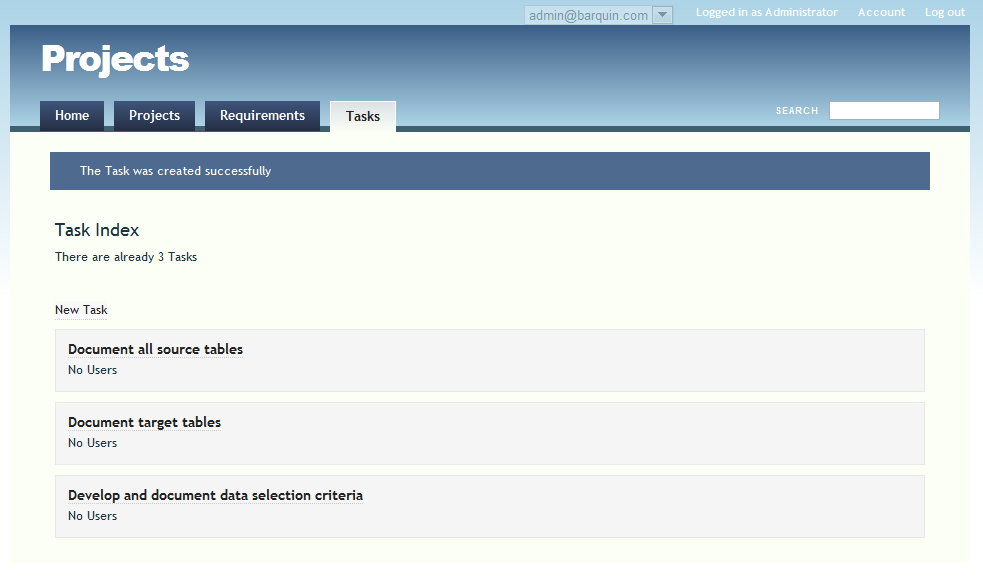 admin@barquin.com
Logged in as Administrator Account Log out
Projects
Home Projects Requirements Tasks
SEARCH
The Task was created successfully
Task Index
There are already 3 Tasks
New Task
Document all source tables
No Users
Document target tables
No Users
Develop and document data selection criteria
No Users